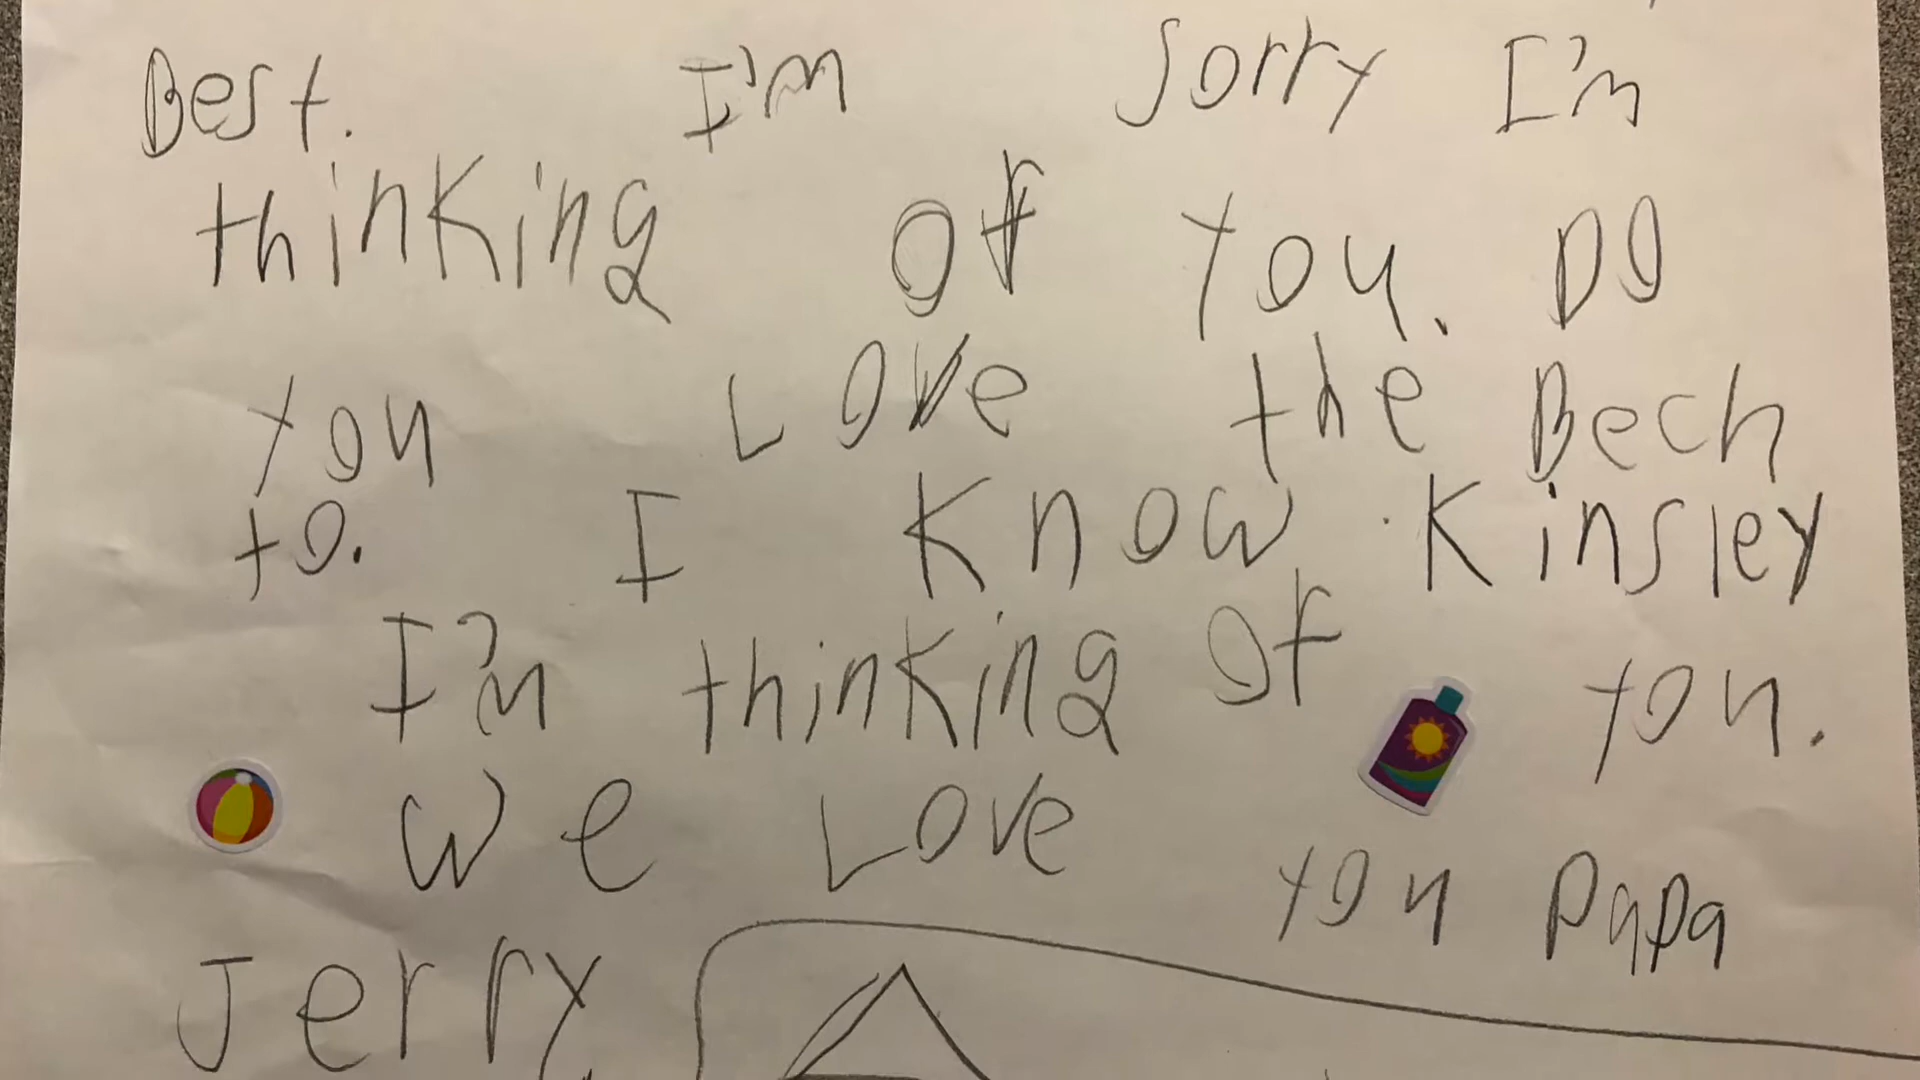 Best. I'm Sorry I'm
thinking of you. DO
you Love the Bech
to. I Know Kinsley
I'm thinking of you.
We Love you Papa
Jerry